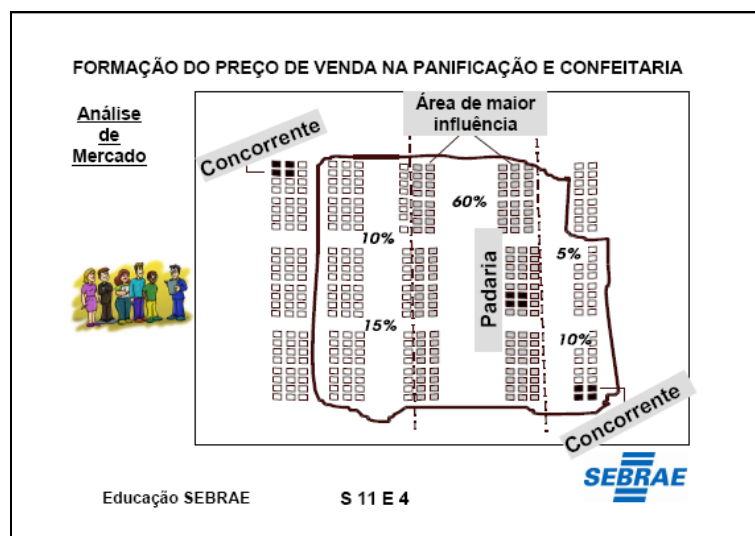 FORMAÇÃO DO PREÇO DE VENDA NA PANIFICAÇÃO E CONFEITARIA
Análise
de
Mercado
Concorrente
Área de maior
influência
60%
10%
5%
Padaria
15%
10%
Concorrente
SEBRAE
Educação SEBRAE
S 11 E 4